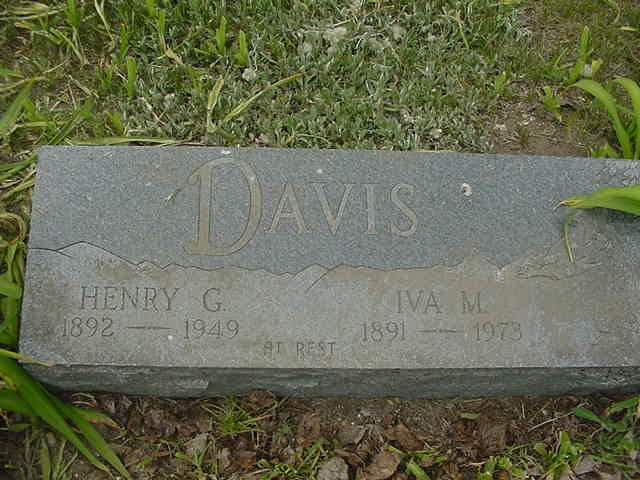 DAVIS
HENRY G. IVA M.
1892 — 1949 1891 — 1973
AT REST